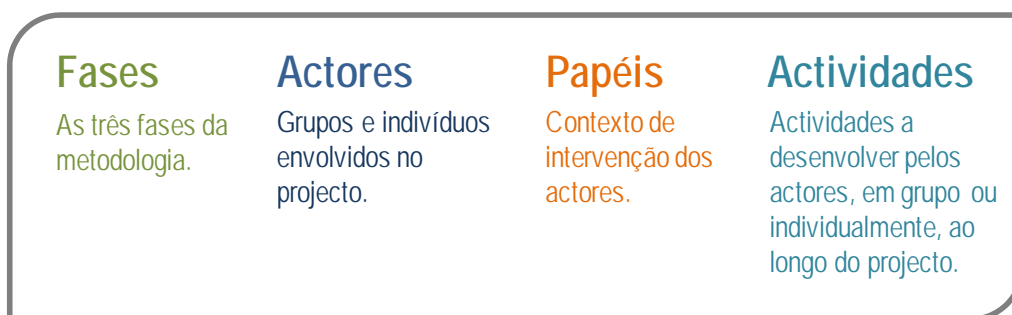 Fases
As três fases da
metodologia.
Actores
Grupos e indivíduos
envolvidos no
projecto.
Papéis
Contexto de
intervenção dos
actores.
Actividades
Actividades a
desenvolver pelos
actores, em grupo ou
individualmente, ao
longo do projecto.